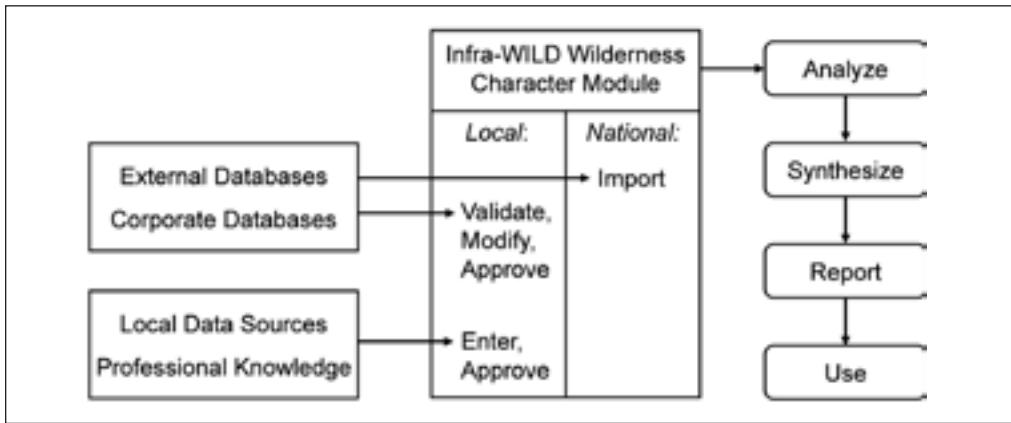 Infra-WILD Wilderness
Character Module
Local:
National:
External Databases
Corporate Databases
Import
Validate,
Modify,
Approve
Local Data Sources
Professional Knowledge
Enter,
Approve
Analyze
Synthesize
Report
Use